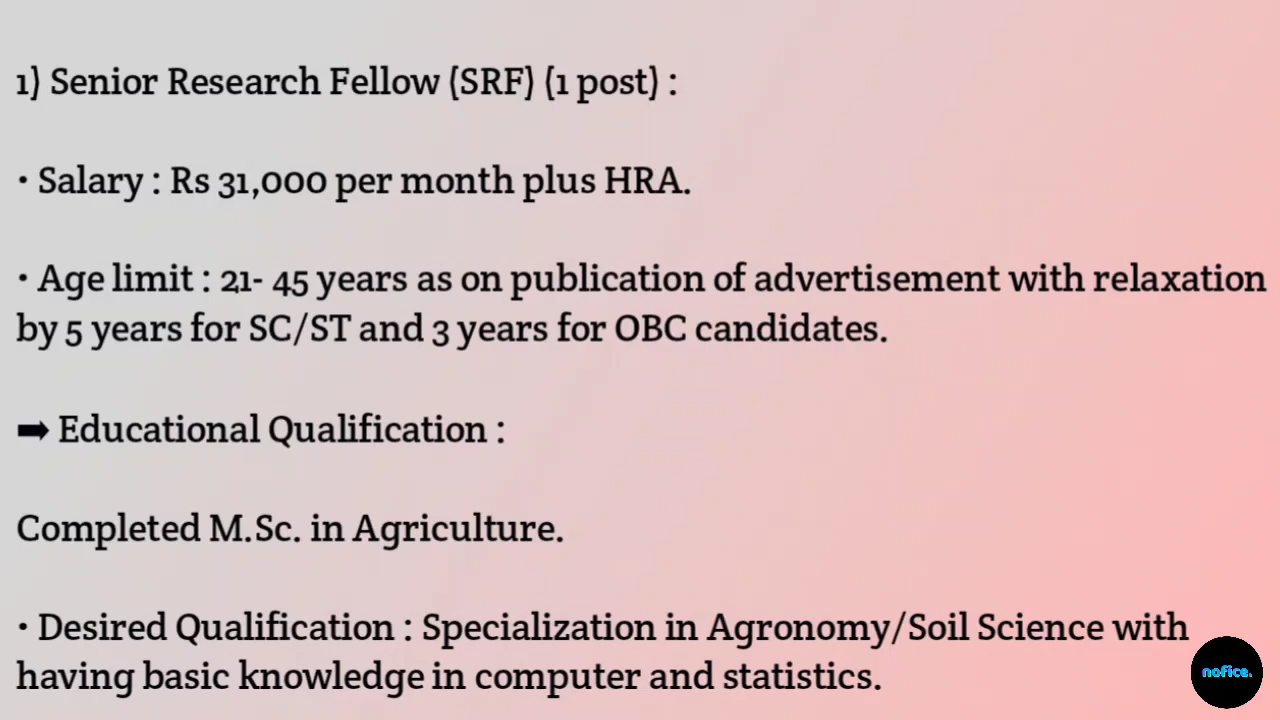 1) Senior Research Fellow (SRF) (1 post) :
• Salary : Rs 31,000 per month plus HRA.
• Age limit : 21- 45 years as on publication of advertisement with relaxation
by 5 years for SC/ST and 3 years for OBC candidates.
➡ Educational Qualification :
Completed M.Sc. in Agriculture.
• Desired Qualification : Specialization in Agronomy/Soil Science with
having basic knowledge in computer and statistics.
nofice.